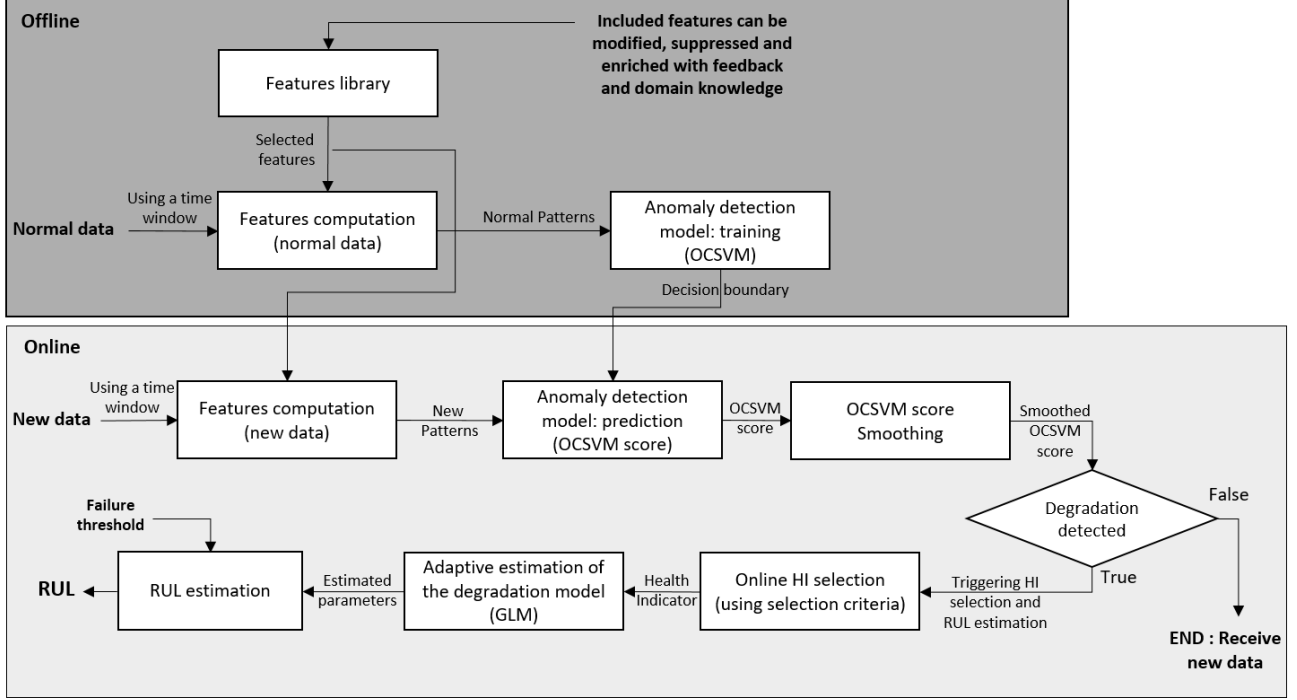 Offline
Included features can be
modified, suppressed and
enriched with feedback
and domain knowledge
Features library
Selected
features
Normal data
Using a time
window
Features computation
(normal data)
Normal Patterns
Anomaly detection
model: training
(OCSVM)
Decision boundary
Online
New data
Using a time
window
Features computation
(new data)
New
Patterns
Anomaly detection
model: prediction
(OCSVM score)
OCSVM
score
OCSVM score
Smoothing
Smoothed
OCSVM
score
Degradation
detected
False
True
END : Receive
new data
Triggering HI
selection and
RUL estimation
Online HI selection
(using selection criteria)
Health
Indicator
Adaptive estimation of
the degradation model
(GLM)
Estimated
parameters
Failure
threshold
RUL estimation
RUL